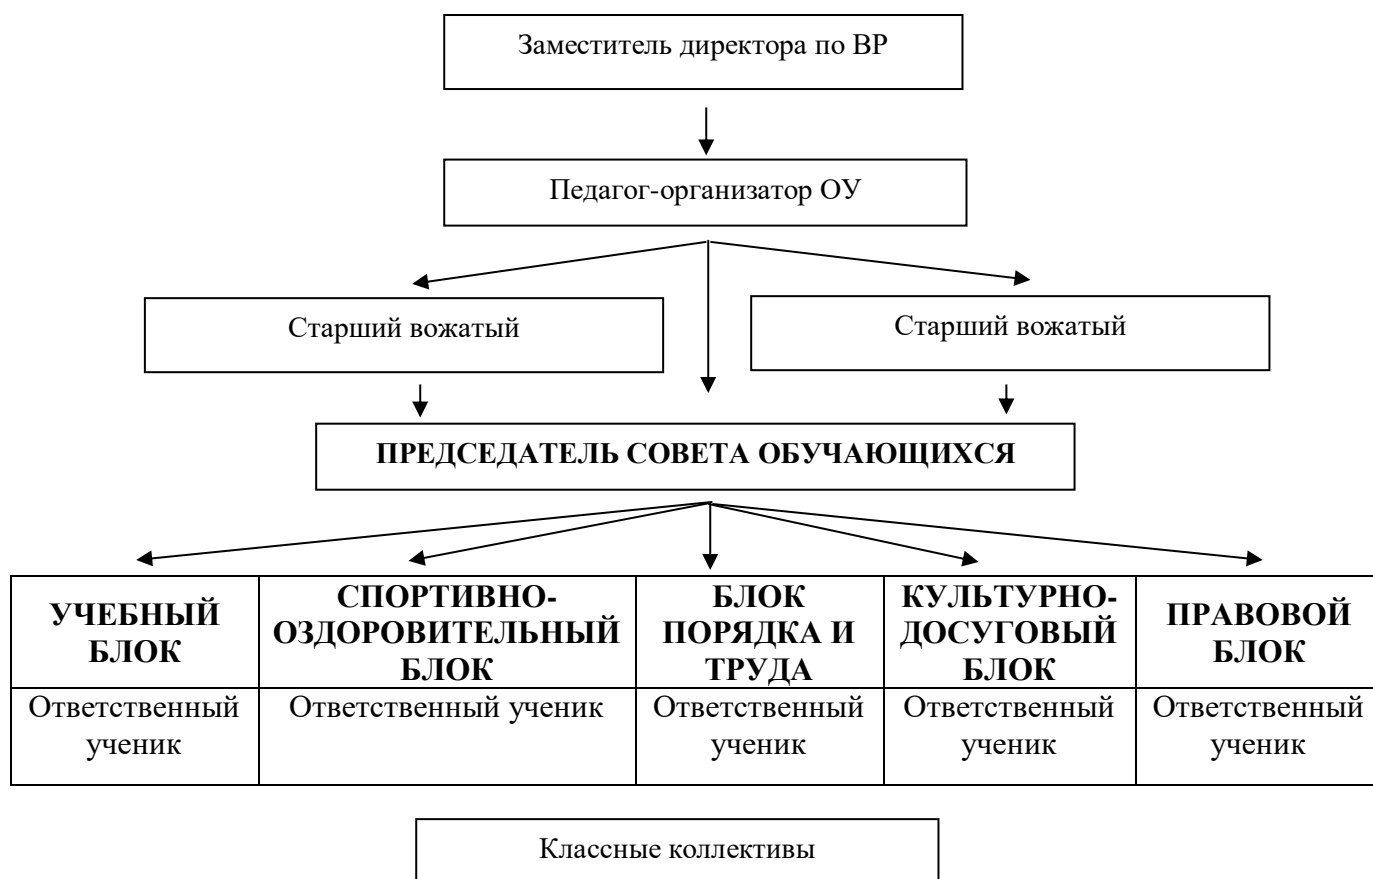 Заместитель директора по ВР
Педагог-организатор ОУ
Старший вожатый
Старший вожатый
ПРЕДСЕДАТЕЛЬ СОВЕТА ОБУЧАЮЩИХСЯ
УЧЕБНЫЙ
БЛОК
СПОРТИВНО-
ОЗДОРОВИТЕЛЬНЫЙ
БЛОК
БЛОК
ПОРЯДКА И
ТРУДА
КУЛЬТУРНО-
ДОСУГОВЫЙ
БЛОК
ПРАВОВОЙ
БЛОК
Ответственный
ученик
Ответственный ученик
Ответственный
ученик
Ответственный
ученик
Ответственный
ученик
Классные коллективы